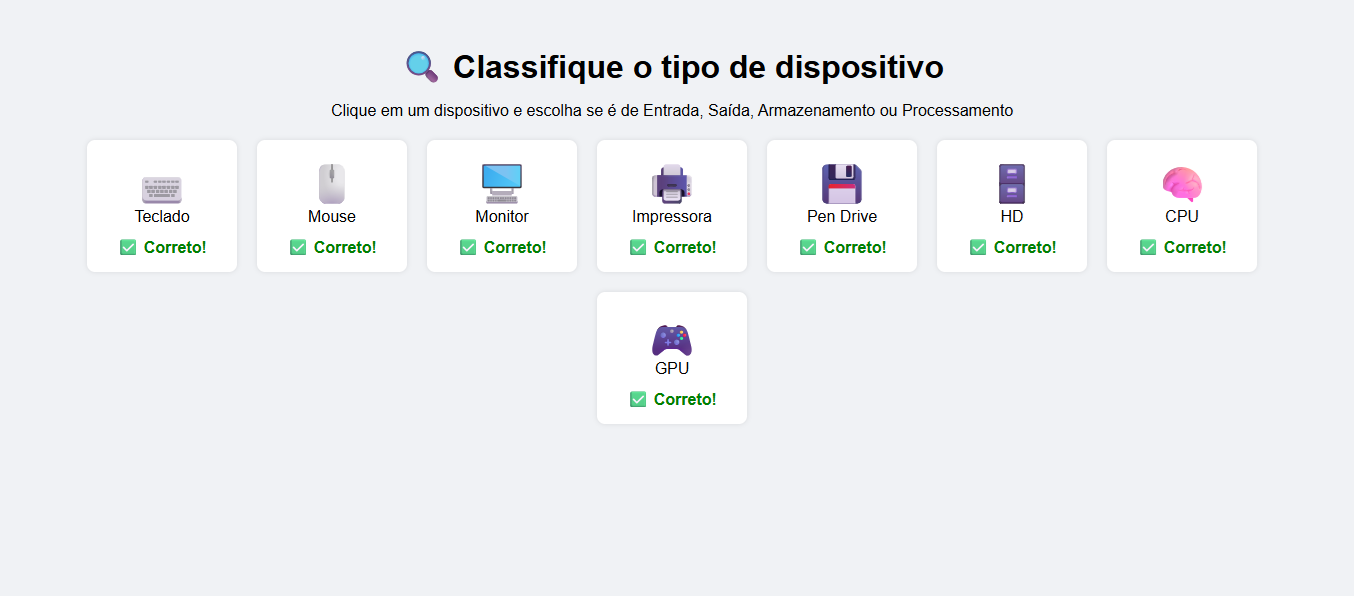 Classifique o tipo de dispositivo
Clique em um dispositivo e escolha se é de Entrada, Saída, Armazenamento ou Processamento
Teclado
Correto!
Mouse
Correto!
Monitor
Correto!
Impressora
Correto!
Pen Drive
Correto!
HD
Correto!
CPU
Correto!
GPU
Correto!